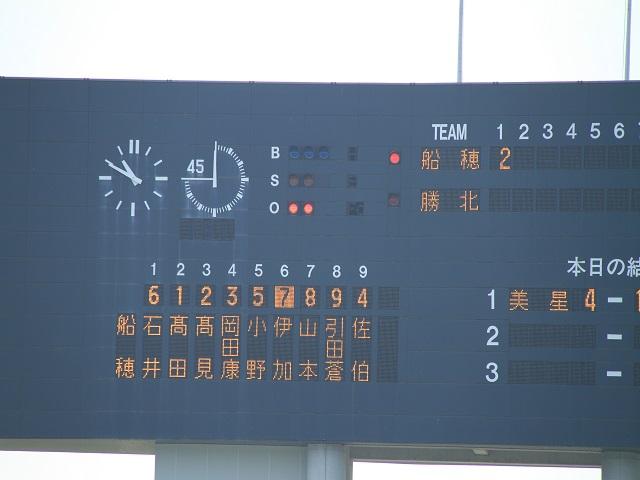 TEAM 1 2 3 4 5 6
45
B
船穂 2
S
O
勝北
本日の結
1 2 3 4 5 6 7 8 9
6 1 2 3 5 7 8 9 4
1 美星 4 -
2 -
3 -
船穂
石井
高田
髙見
岡田康
小野
伊加
山本
引田蒼
佐伯